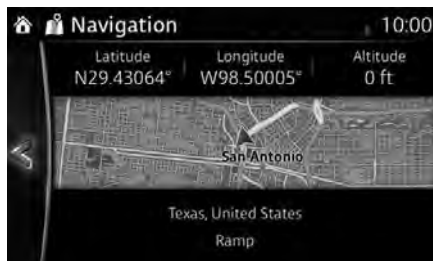 Navigation 10:00
Latitude Longitude Altitude
N29.43064° W98.50005° 0 ft
San Antonio
Texas, United States
Ramp